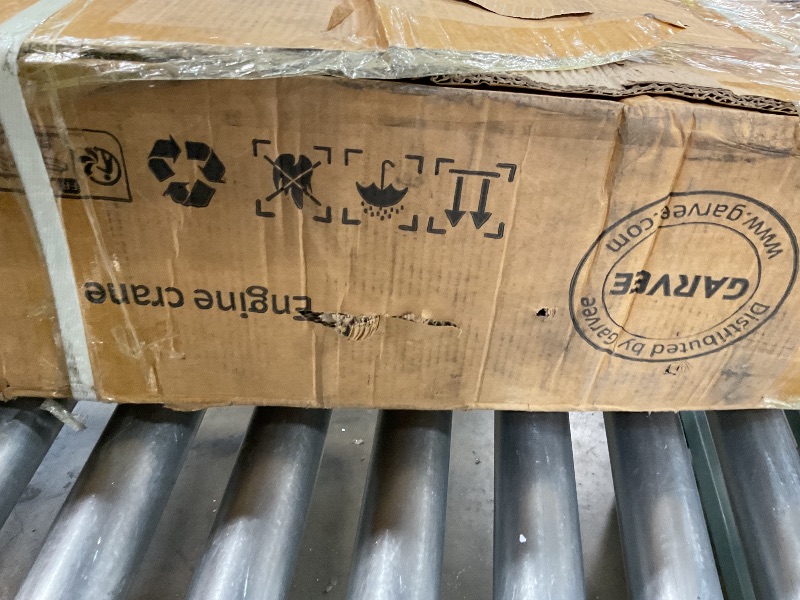 Engine crane
www.garvee.com
GARVEE
Distributed by Garvee